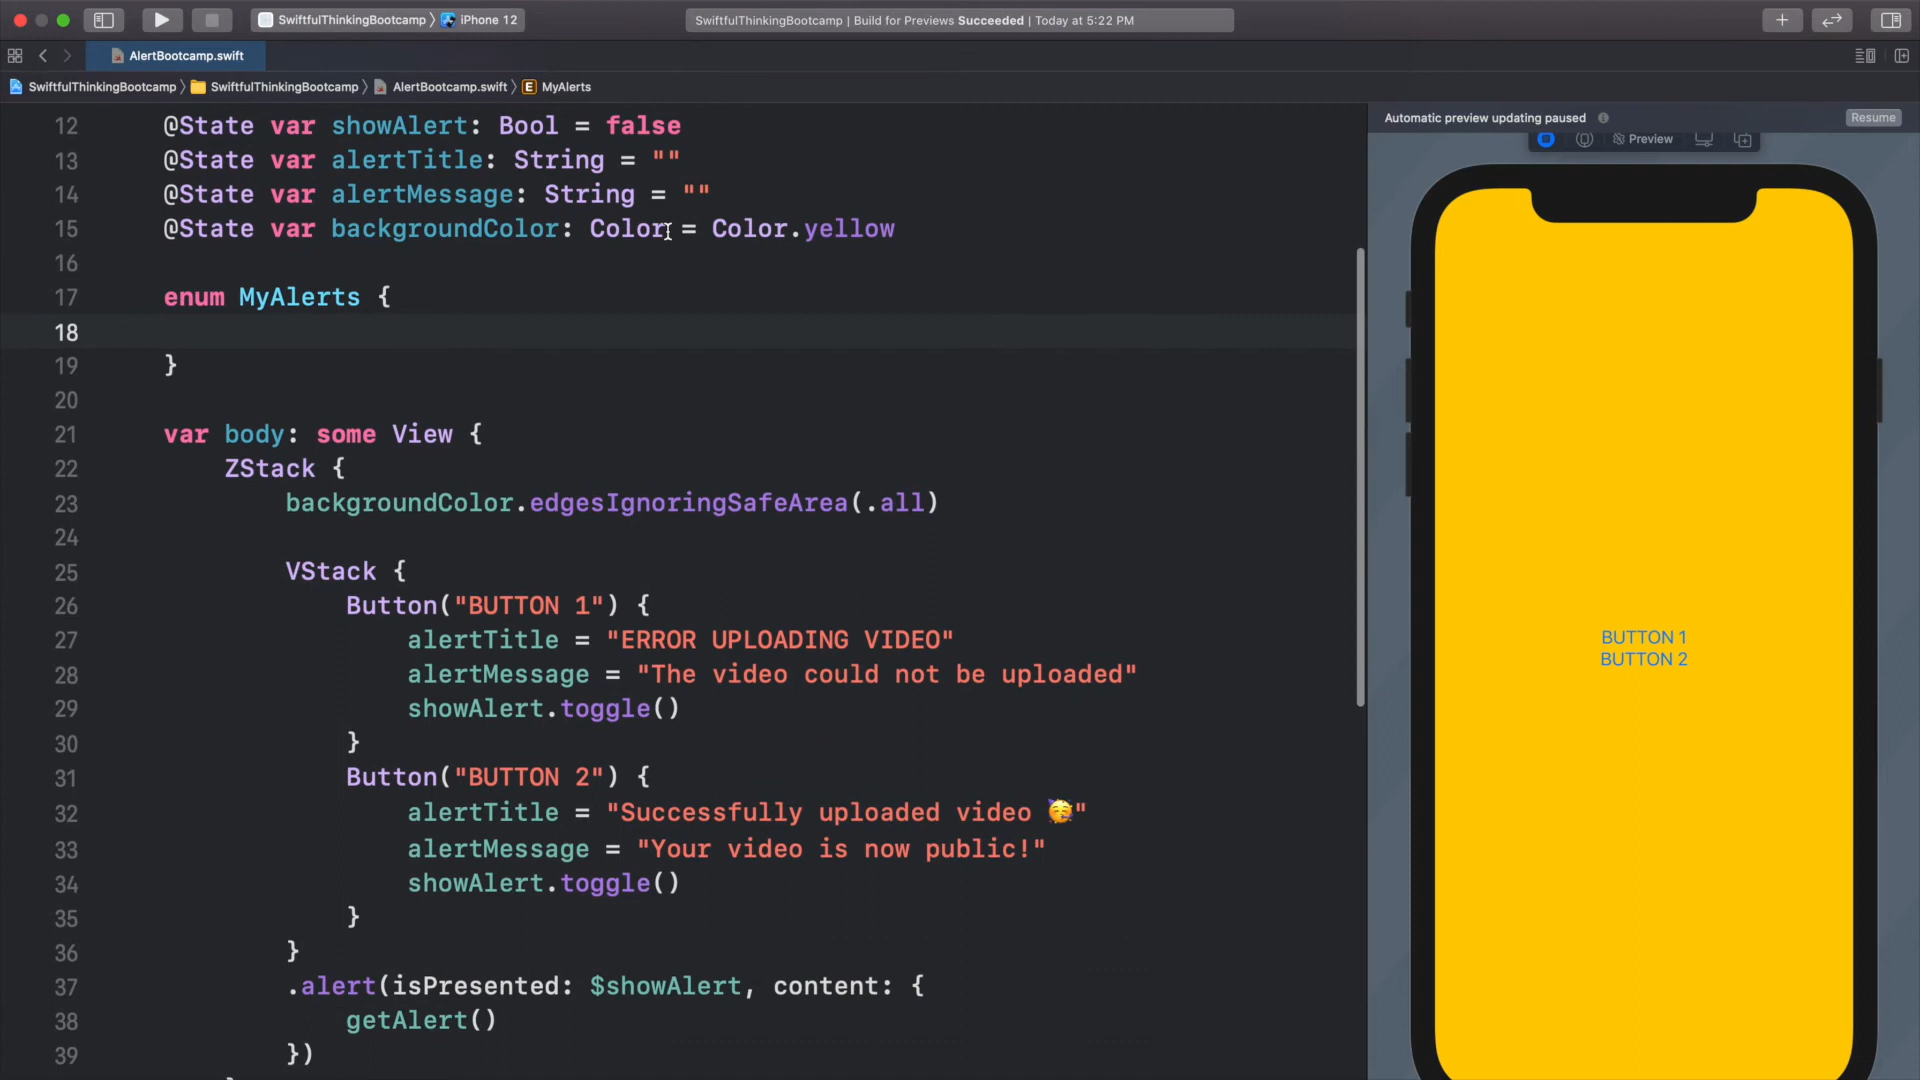 SwiftfulThinkingBootcamp 〉 iPhone 12
SwiftfulThinkingBootcamp | Build for Previews Succeeded | Today at 5:22 PM
AlertBootcamp.swift
SwiftfulThinkingBootcamp 〉 SwiftfulThinkingBootcamp 〉 AlertBootcamp.swift 〉 E MyAlerts
12 @State var showAlert: Bool = false
13 @State var alertTitle: String = ""
14 @State var alertMessage: String = ""
15 @State var backgroundColor: Color = Color.yellow
16
17 enum MyAlerts {
18
19 }
20
21 var body: some View {
22 ZStack {
23 backgroundColor.edgesIgnoringSafeArea(.all)
24
25 VStack {
26 Button("BUTTON 1") {
27 alertTitle = "ERROR UPLOADING VIDEO"
28 alertMessage = "The video could not be uploaded"
29 showAlert.toggle()
30 }
31 Button("BUTTON 2") {
32 alertTitle = "Successfully uploaded video 🥳"
33 alertMessage = "Your video is now public!"
34 showAlert.toggle()
35 }
36 }
37 .alert(isPresented: $showAlert, content: {
38 getAlert()
39 })
Automatic preview updating paused
Resume
Preview
BUTTON 1
BUTTON 2